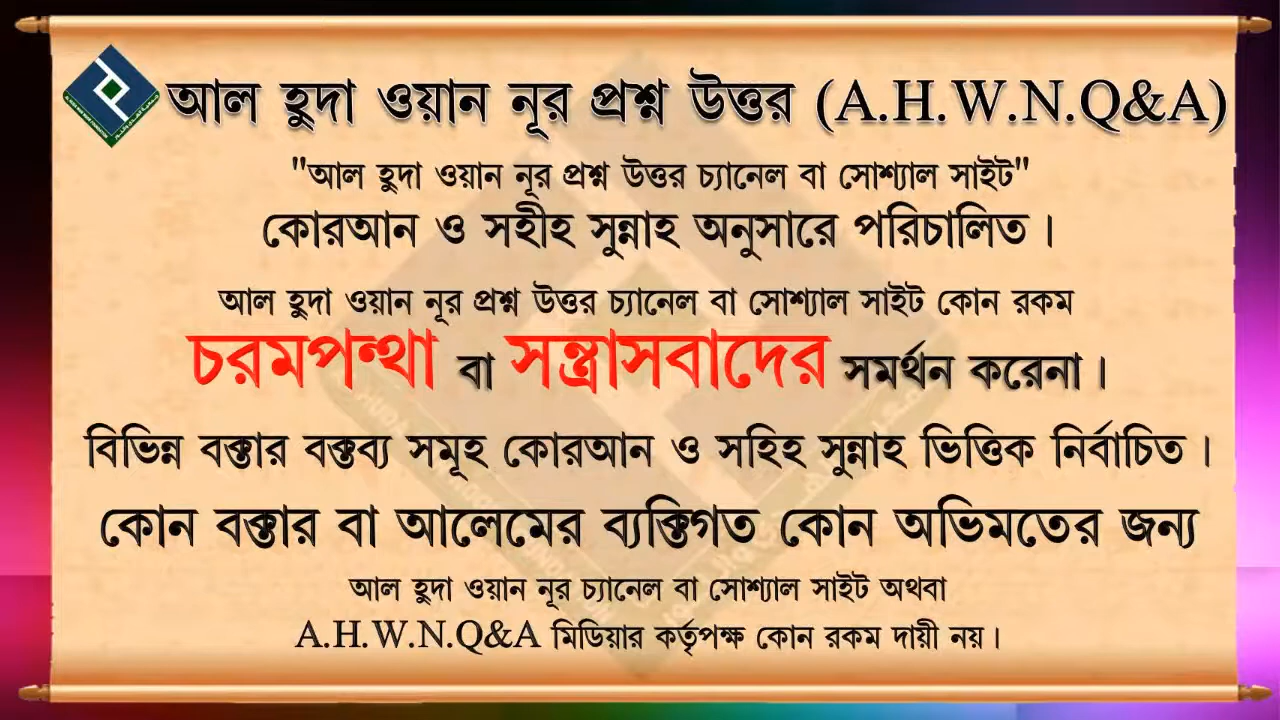 আল হুদা ওয়ান নূর প্রশ্ন উত্তর (A.H.W.N.Q&A)
"আল হুদা ওয়ান নূর প্রশ্ন উত্তর চ্যানেল বা সোশ্যাল সাইট"
কোরআন ও সহীহ সুন্নাহ অনুসারে পরিচালিত।
আল হুদা ওয়ান নূর প্রশ্ন উত্তর চ্যানেল বা সোশ্যাল সাইট কোন রকম
চরমপন্থা বা সন্ত্রাসবাদের সমর্থন করেনা।
বিভিন্ন বক্তার বক্তব্য সমূহ কোরআন ও সহিহ সুন্নাহ ভিত্তিক নির্বাচিত।
কোন বক্তার বা আলেমের ব্যক্তিগত কোন অভিমতের জন্য
আল হুদা ওয়ান নূর চ্যানেল বা সোশ্যাল সাইট অথবা
A.H.W.N.Q&A মিডিয়ার কর্তৃপক্ষ কোন রকম দায়ী নয়।